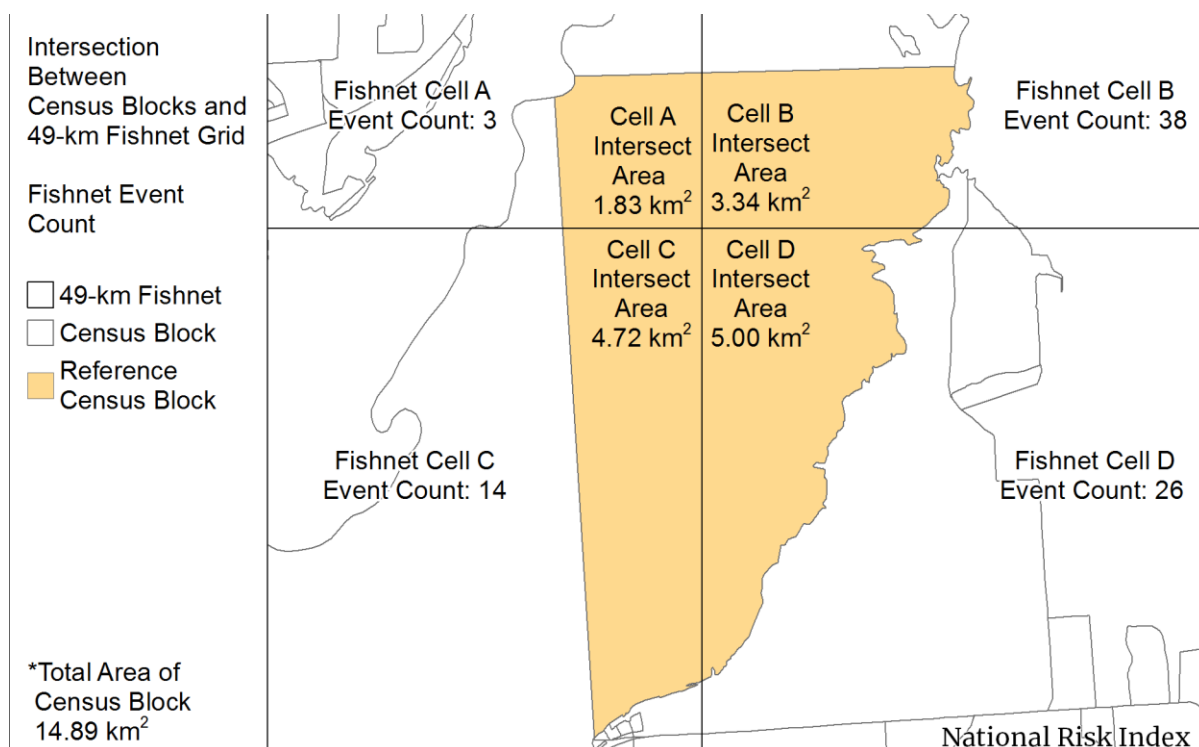 Intersection
Between
Census Blocks and
49-km Fishnet Grid
Fishnet Event
Count
49-km Fishnet
Census Block
Reference
Census Block
*Total Area of
Census Block
14.89 km²
Fishnet Cell A
Event Count: 3
Cell A
Intersect
Area
1.83 km²
Cell B
Intersect
Area
3.34 km²
Fishnet Cell B
Event Count: 38
Cell C
Intersect
Area
4.72 km²
Cell D
Intersect
Area
5.00 km²
Fishnet Cell C
Event Count: 14
Fishnet Cell D
Event Count: 26
National Risk Index